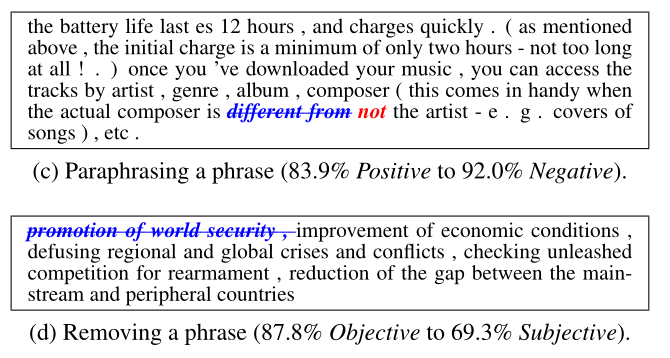 the battery life last es 12 hours , and charges quickly . ( as mentioned
above , the initial charge is a minimum of only two hours - not too long
at all ! . ) once you 've downloaded your music , you can access the
tracks by artist , genre , album , composer ( this comes in handy when
the actual composer is different from not the artist - e . g . covers of
songs ) , etc .
(c) Paraphrasing a phrase (83.9% Positive to 92.0% Negative).
promotion of world security , improvement of economic conditions ,
defusing regional and global crises and conflicts , checking unleashed
competition for rearmament , reduction of the gap between the main-
stream and peripheral countries
(d) Removing a phrase (87.8% Objective to 69.3% Subjective).